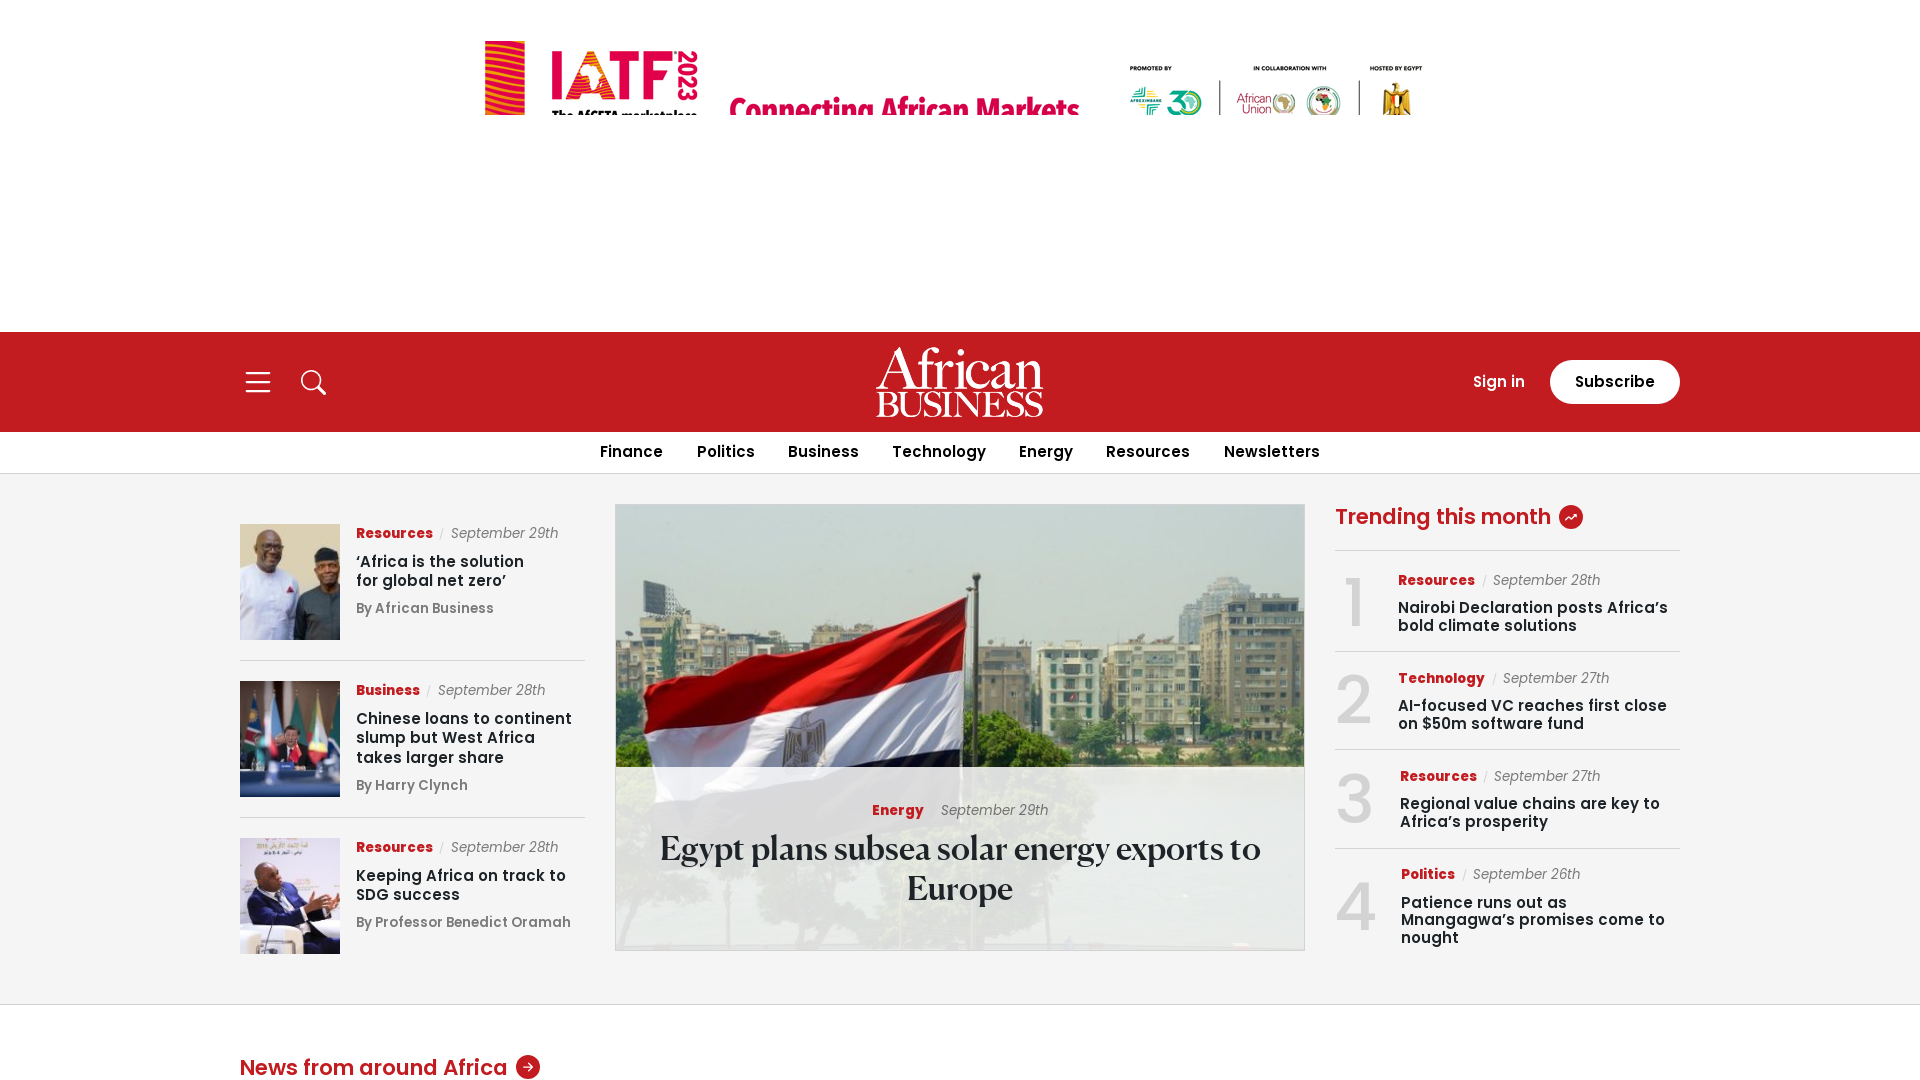 IATF 2023
The AfCFTA marketplace
Connecting African Markets
PROMOTED BY
IN COLLABORATION WITH
HOSTED BY EGYPT
AFREXIMBANK
30
African
Union
African
BUSINESS
Sign in
Subscribe
Finance
Politics
Business
Technology
Energy
Resources
Newsletters
Resources / September 29th
‘Africa is the solution
for global net zero’
By African Business
Business / September 28th
Chinese loans to continent
slump but West Africa
takes larger share
By Harry Clynch
Resources / September 28th
Keeping Africa on track to
SDG success
By Professor Benedict Oramah
Energy September 29th
Egypt plans subsea solar energy exports to
Europe
Trending this month
1
Resources / September 28th
Nairobi Declaration posts Africa’s
bold climate solutions
2
Technology / September 27th
AI-focused VC reaches first close
on $50m software fund
3
Resources / September 27th
Regional value chains are key to
Africa’s prosperity
4
Politics / September 26th
Patience runs out as
Mnangagwa’s promises come to
nought
News from around Africa